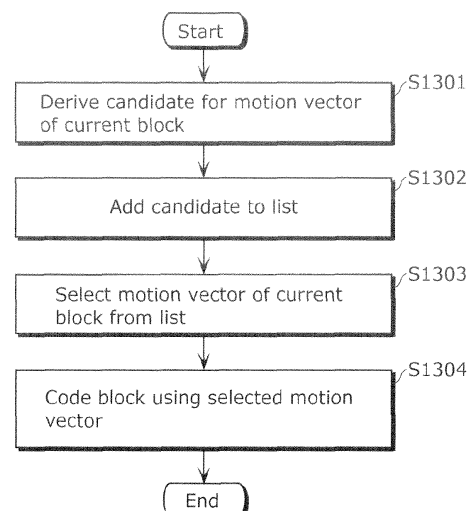 Start
S1301
Derive candidate for motion vector
of current block
S1302
Add candidate to list
S1303
Select motion vector of current
block from list
S1304
Code block using selected motion
vector
End